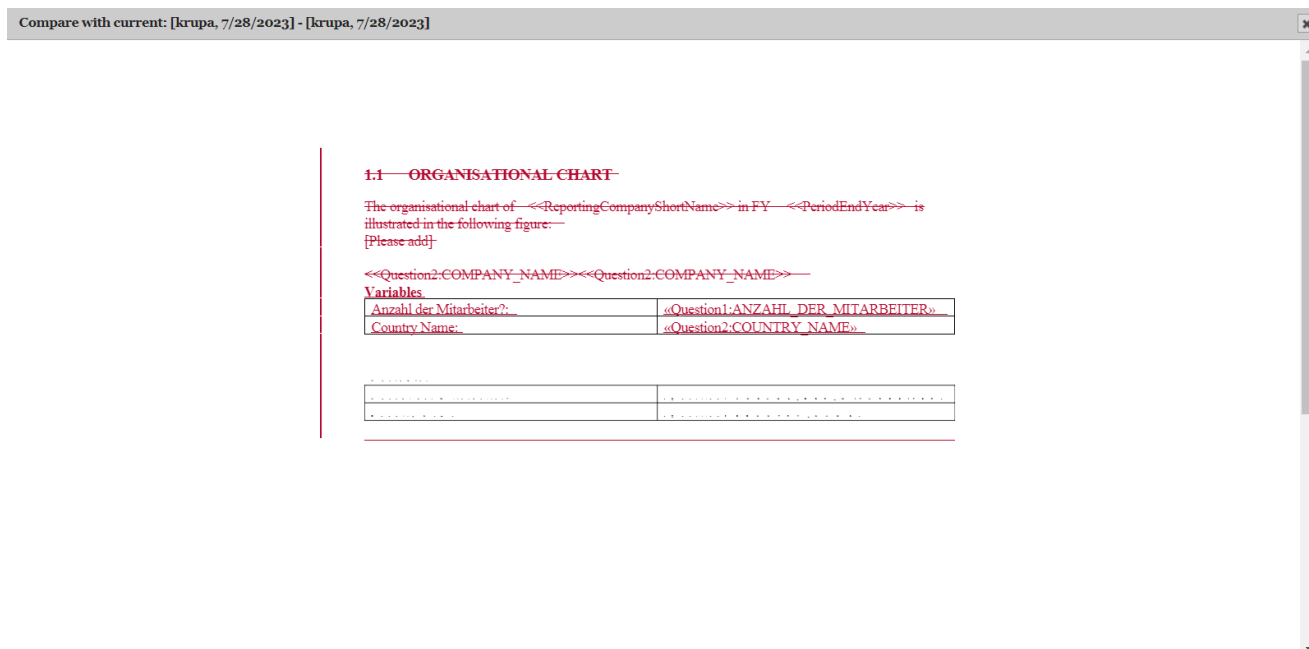 Compare with current: [krupa, 7/28/2023] - [krupa, 7/28/2023]
1.1 ORGANISATIONAL CHART
The organisational chart of <<ReportingCompanyShortName>> in FY <<PeriodEndYear>> is
illustrated in the following figure:
[Please add]
<<Question2:COMPANY_NAME>><<Question2:COMPANY_NAME>>
Variables
Anzahl der Mitarbeiter?: «Question1:ANZAHL_DER_MITARBEITER»
Country Name: «Question2:COUNTRY_NAME»